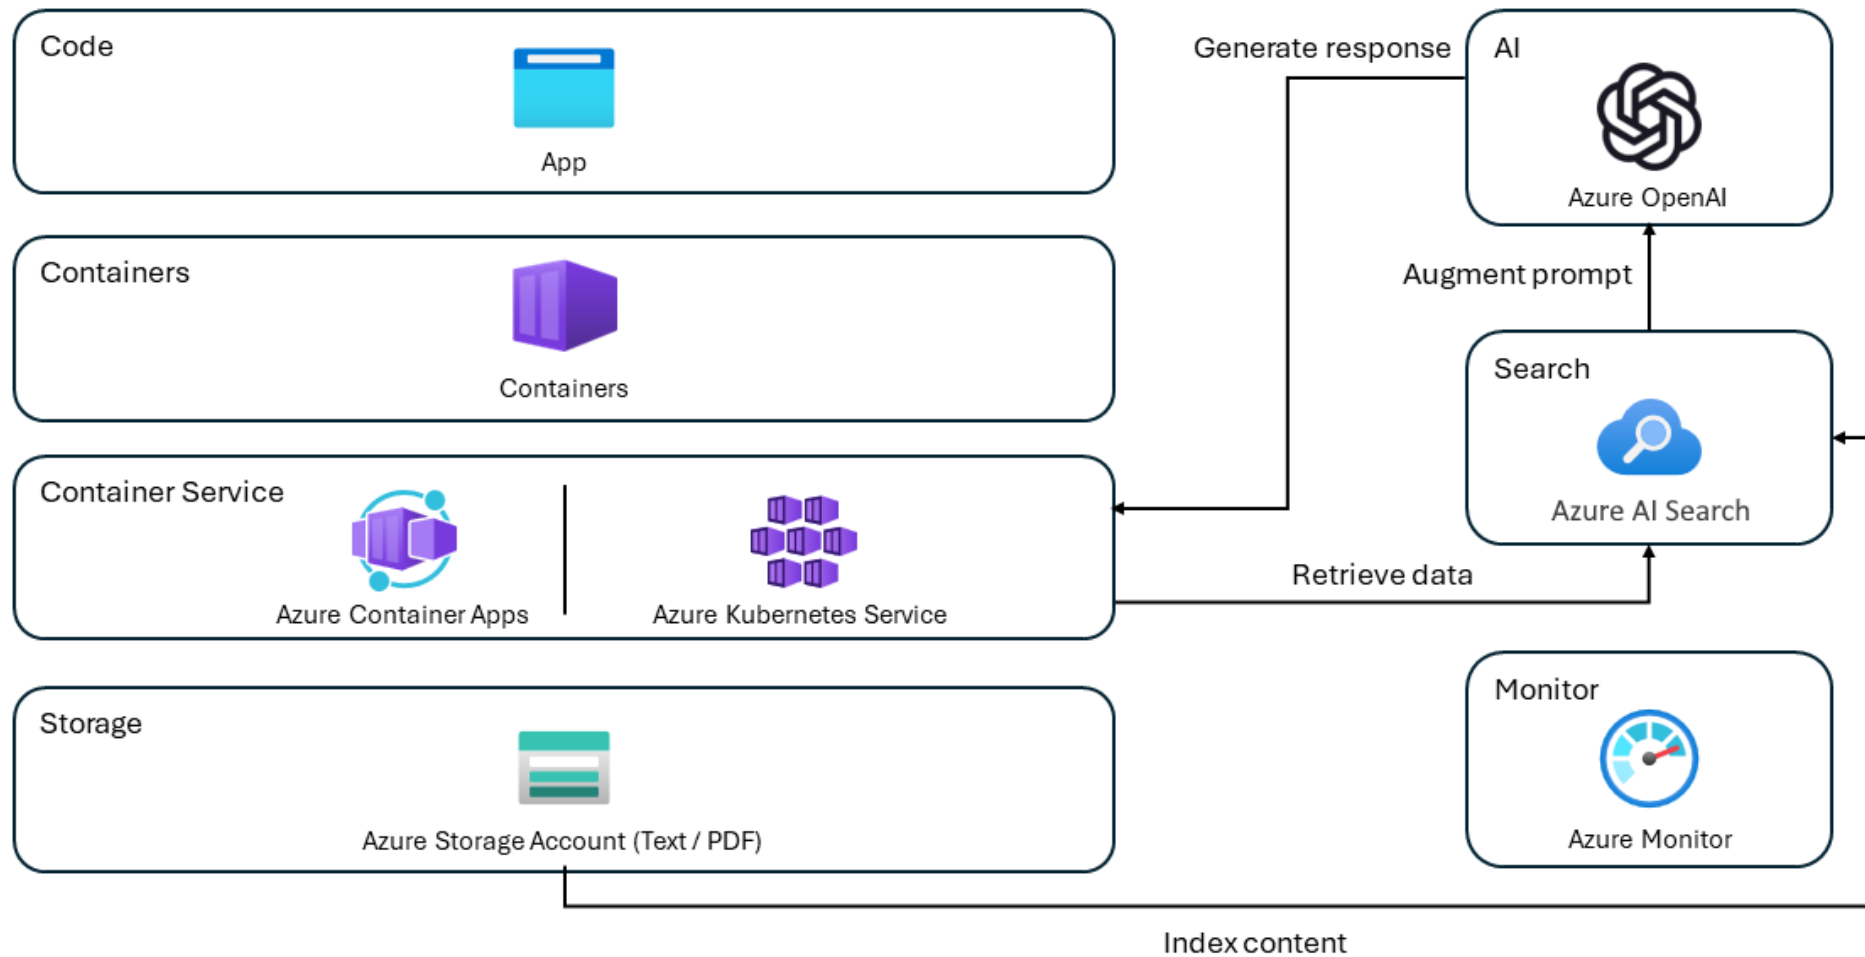 Code
App
Containers
Containers
Container Service
Azure Container Apps
Azure Kubernetes Service
Storage
Azure Storage Account (Text / PDF)
Generate response
AI
Azure OpenAI
Augment prompt
Search
Azure AI Search
Retrieve data
Monitor
Azure Monitor
Index content